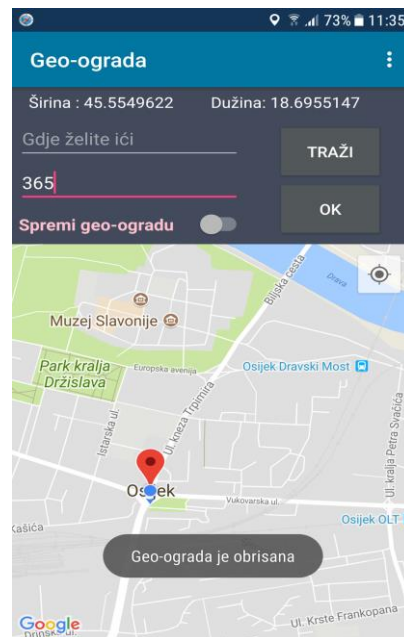 73% 11:35
Geo-ograda
Širina : 45.5549622 Dužina: 18.6955147
Gdje želite ići
TRAŽI
365
OK
Spremi geo-ogradu
Biljska cesta
Drava
Muzej Slavonije
Park kralja
Držislava
Europska avenija
Osijek Dravski Most
Istarska ul.
Ul. kneza Trpimira
Ul. kralja Petra Svačića
Osijek
Vukovarska ul.
Kašića
Osijek OLT
Geo-ograda je obrisana
Google
Ul. Krste Frankopana